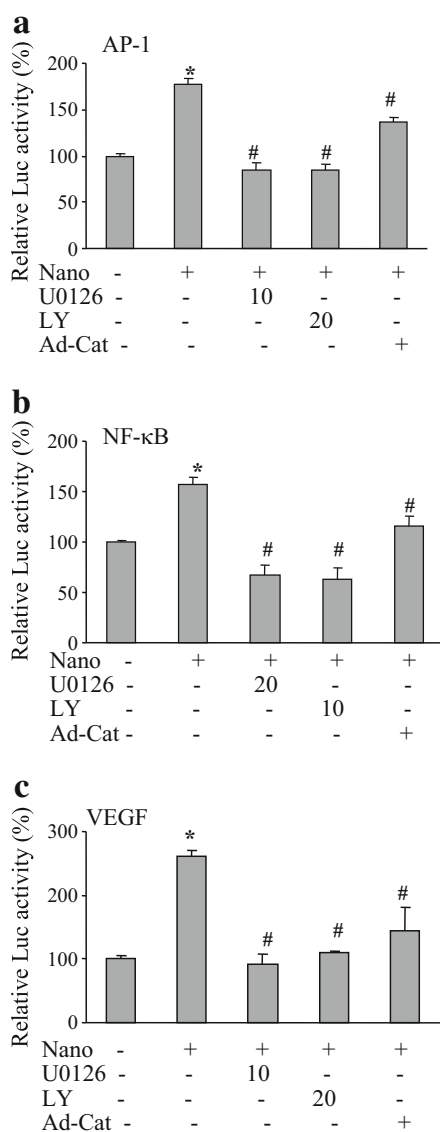 a
AP-1
Relative Luc activity (%)
200
150
100
50
0
* # # #
Nano - + + + +
U0126 - - 10 - -
LY - - - 20 -
Ad-Cat - - - - +
b
NF-κB
Relative Luc activity (%)
200
150
100
50
0
* # # #
Nano - + + + +
U0126 - - 20 - -
LY - - - 10 -
Ad-Cat - - - - +
c
VEGF
Relative Luc activity (%)
300
200
100
0
* # # #
Nano - + + + +
U0126 - - 10 - -
LY - - - 20 -
Ad-Cat - - - - +